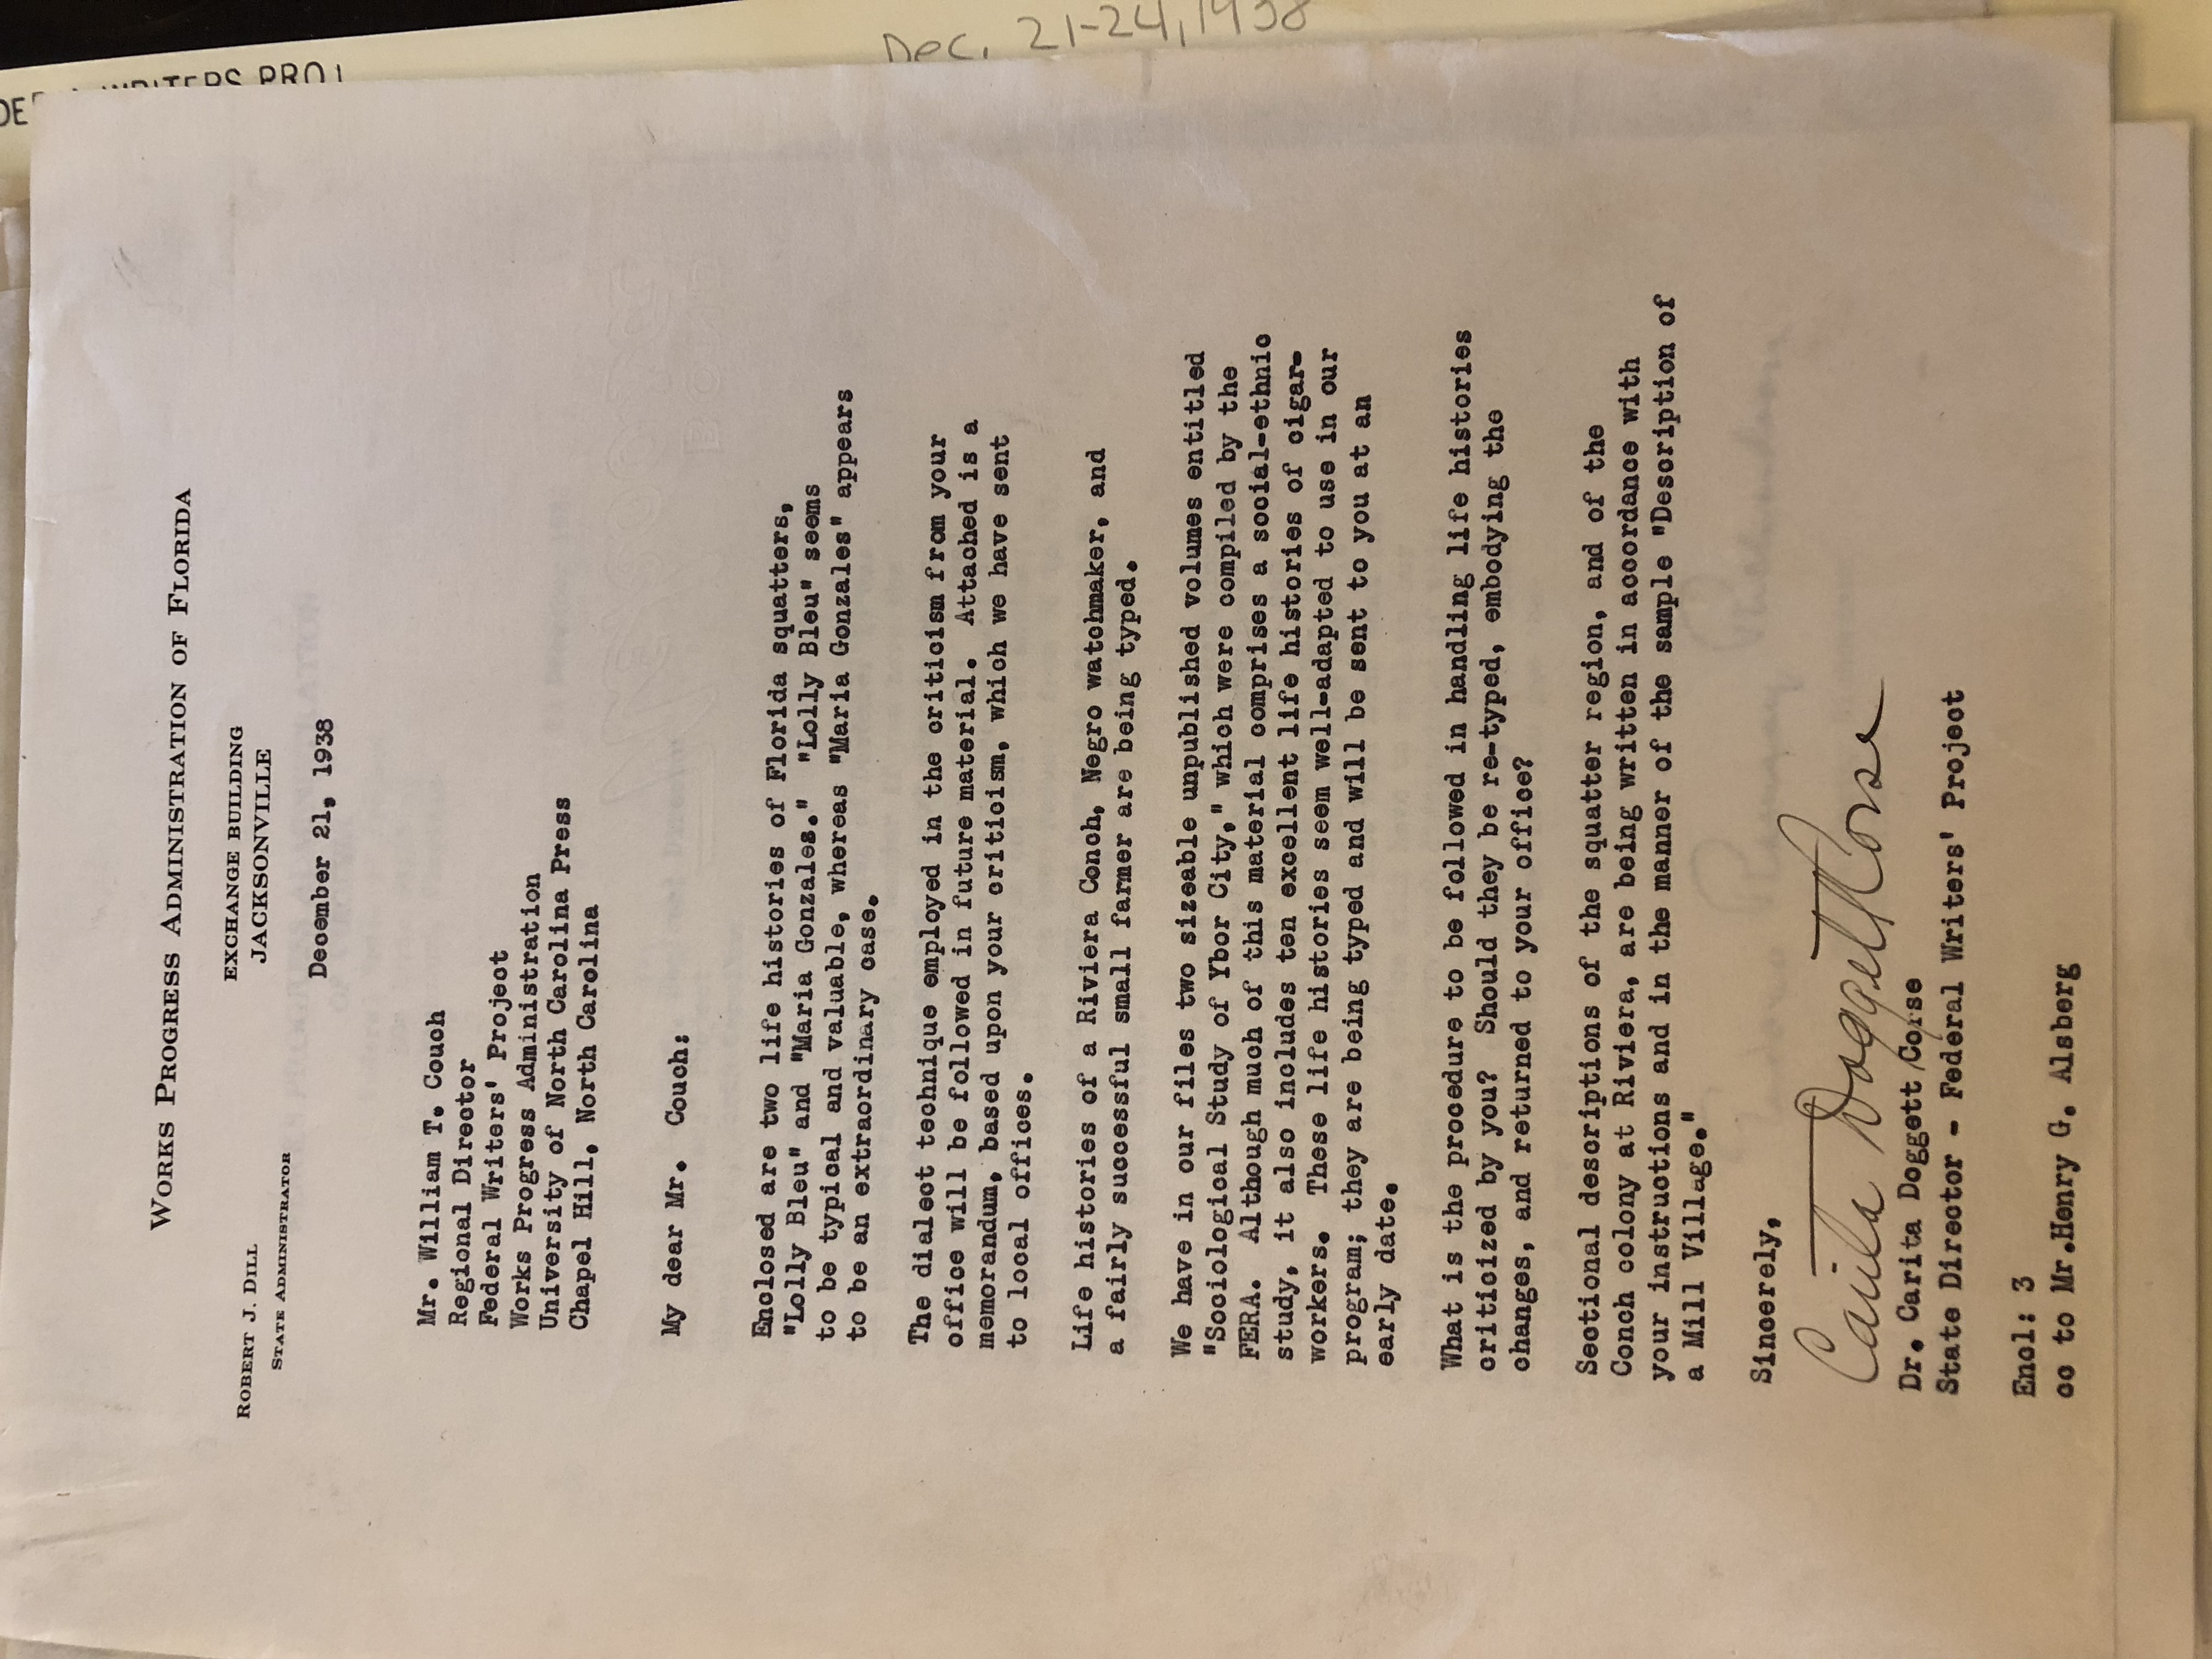 WORKS PROGRESS ADMINISTRATION OF FLORIDA
EXCHANGE BUILDING
JACKSONVILLE
ROBERT J. DILL
STATE ADMINISTRATOR
December 21, 1938
Mr. William T. Couch
Regional Director
Federal Writers' Project
Works Progress Administration
University of North Carolina Press
Chapel Hill, North Carolina
My dear Mr. Couch:
Enclosed are two life histories of Florida squatters,
"Lolly Bleu" and "Maria Gonzales." "Lolly Bleu" seems
to be typical and valuable, whereas "Maria Gonzales" appears
to be an extraordinary case.
The dialect technique employed in the criticism from your
office will be followed in future material. Attached is a
memorandum, based upon your criticism, which we have sent
to local offices.
Life histories of a Riviera Conch, Negro watchmaker, and
a fairly successful small farmer are being typed.
We have in our files two sizeable unpublished volumes entitled
"Sociological Study of Ybor City," which were compiled by the
FERA. Although much of this material comprises a social-ethnic
study, it also includes ten excellent life histories of cigar-
workers. These life histories seem well-adapted to use in our
program; they are being typed and will be sent to you at an
early date.
What is the procedure to be followed in handling life histories
criticized by you? Should they be re-typed, embodying the
changes, and returned to your office?
Sectional descriptions of the squatter region, and of the
Conch colony at Riviera, are being written in accordance with
your instructions and in the manner of the sample "Description of
a Mill Village."
Sincerely,
Carita Doggett Corse
Dr. Carita Doggett Corse
State Director - Federal Writers' Project
Encl: 3
cc to Mr.Henry G. Alsberg
Dec. 21-24, 1938
BOND